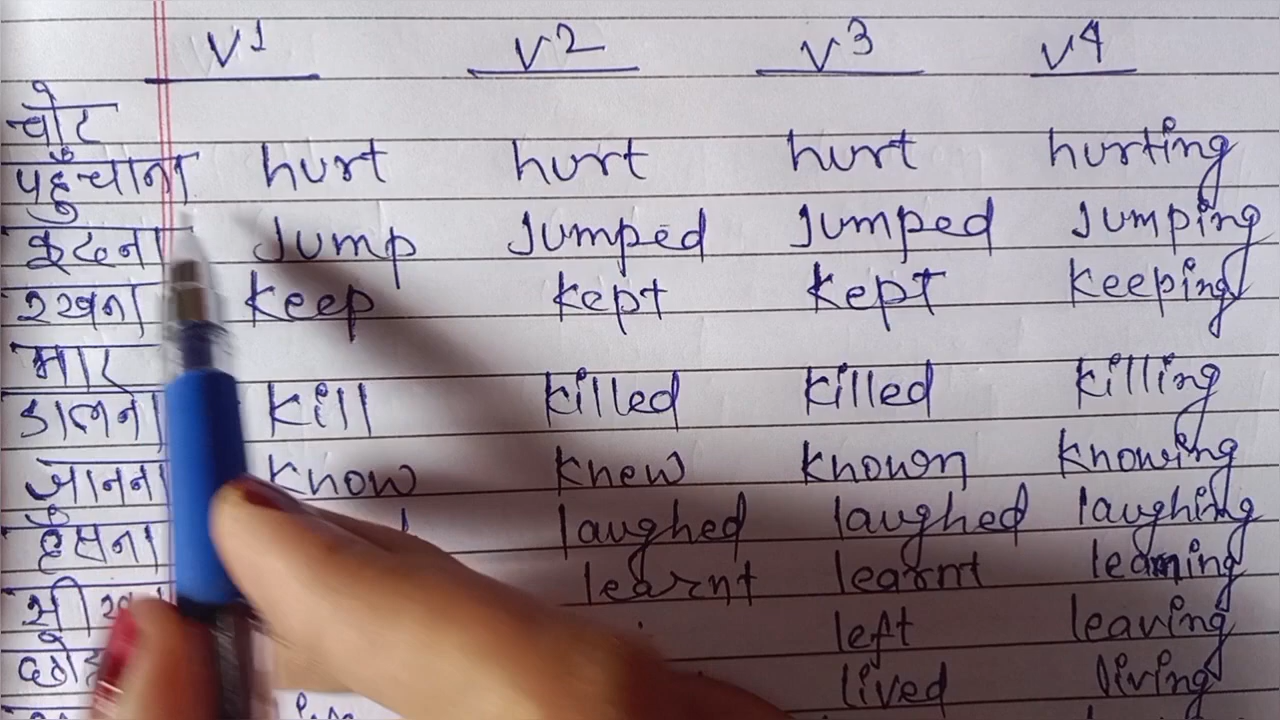 V1 V2 V3 V4
चोट
पहुचाना hurt hurt hurt hurting
कूदना Jump Jumped Jumped Jumping
रखना Keep kept kept keeping
मार
डालना kill killed killed killing
जानना know knew known knowing
हँसना laughed laughed laughing
learnt learnt learning
left leaving
lived living